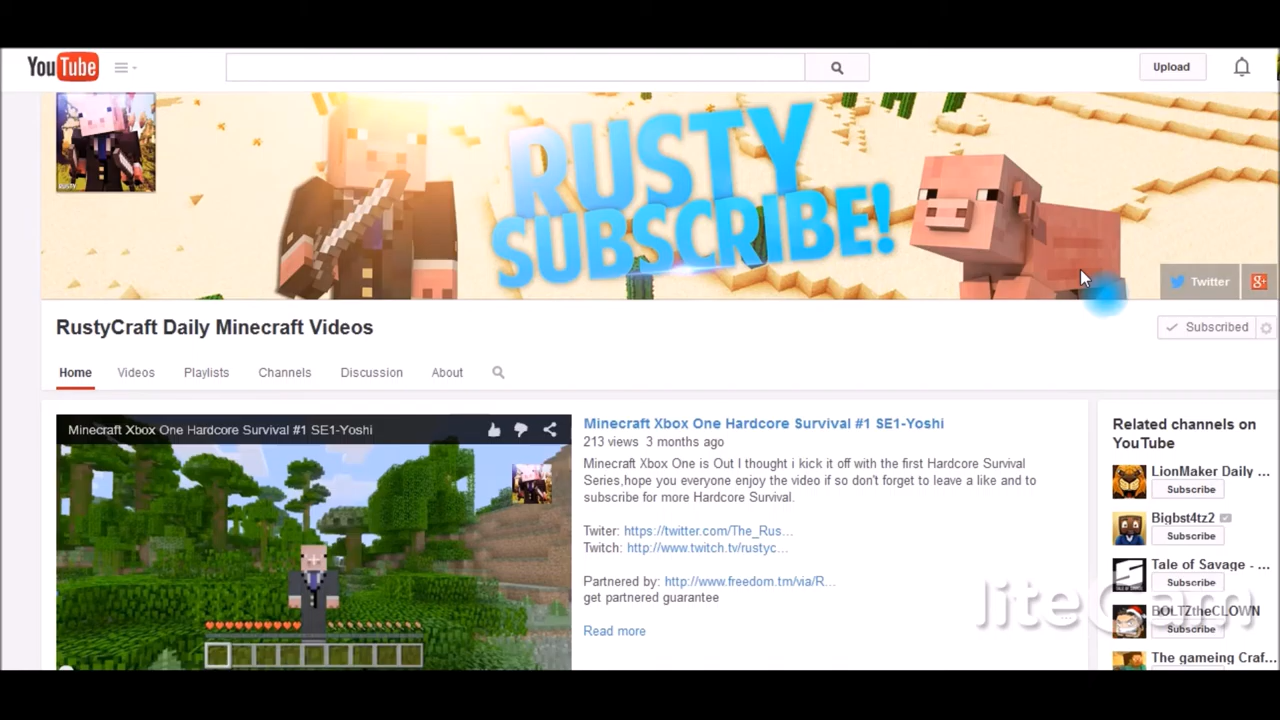 YouTube
Upload
RUSTY
SUBSCRIBE!
Rusty
Twitter
g+
RustyCraft Daily Minecraft Videos
Subscribed
Home Videos Playlists Channels Discussion About
Minecraft Xbox One Hardcore Survival #1 SE1-Yoshi
Minecraft Xbox One Hardcore Survival #1 SE1-Yoshi
213 views 3 months ago
Minecraft Xbox One is Out I thought i kick it off with the first Hardcore Survival
Series,hope you everyone enjoy the video if so don't forget to leave a like and to
subscribe for more Hardcore Survival.
Twiter: https://twitter.com/The_Rus...
Twitch: http://www.twitch.tv/rustyc...
Partnered by: http://www.freedom.tm/via/R...
get partnered guarantee
Read more
Related channels on
YouTube
LionMaker Daily ...
Subscribe
Bigbst4tz2
Subscribe
Tale of Savage - ...
Subscribe
BOLTZtheCLOWN
Subscribe
The gameing Craf...
liteCam